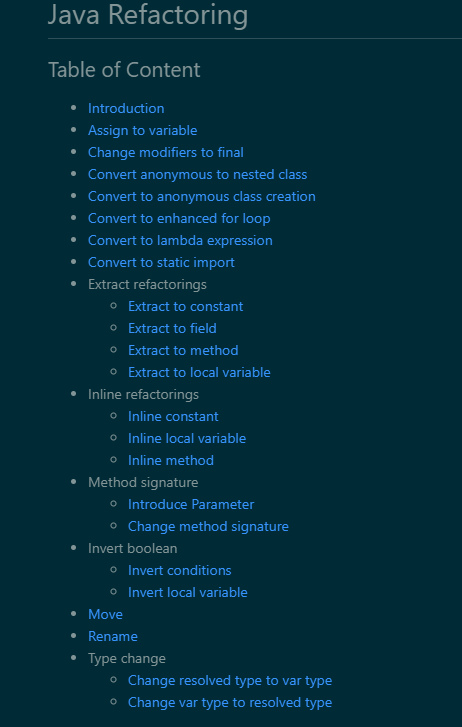 Java Refactoring
Table of Content
Introduction
Assign to variable
Change modifiers to final
Convert anonymous to nested class
Convert to anonymous class creation
Convert to enhanced for loop
Convert to lambda expression
Convert to static import
Extract refactorings
Extract to constant
Extract to field
Extract to method
Extract to local variable
Inline refactorings
Inline constant
Inline local variable
Inline method
Method signature
Introduce Parameter
Change method signature
Invert boolean
Invert conditions
Invert local variable
Move
Rename
Type change
Change resolved type to var type
Change var type to resolved type